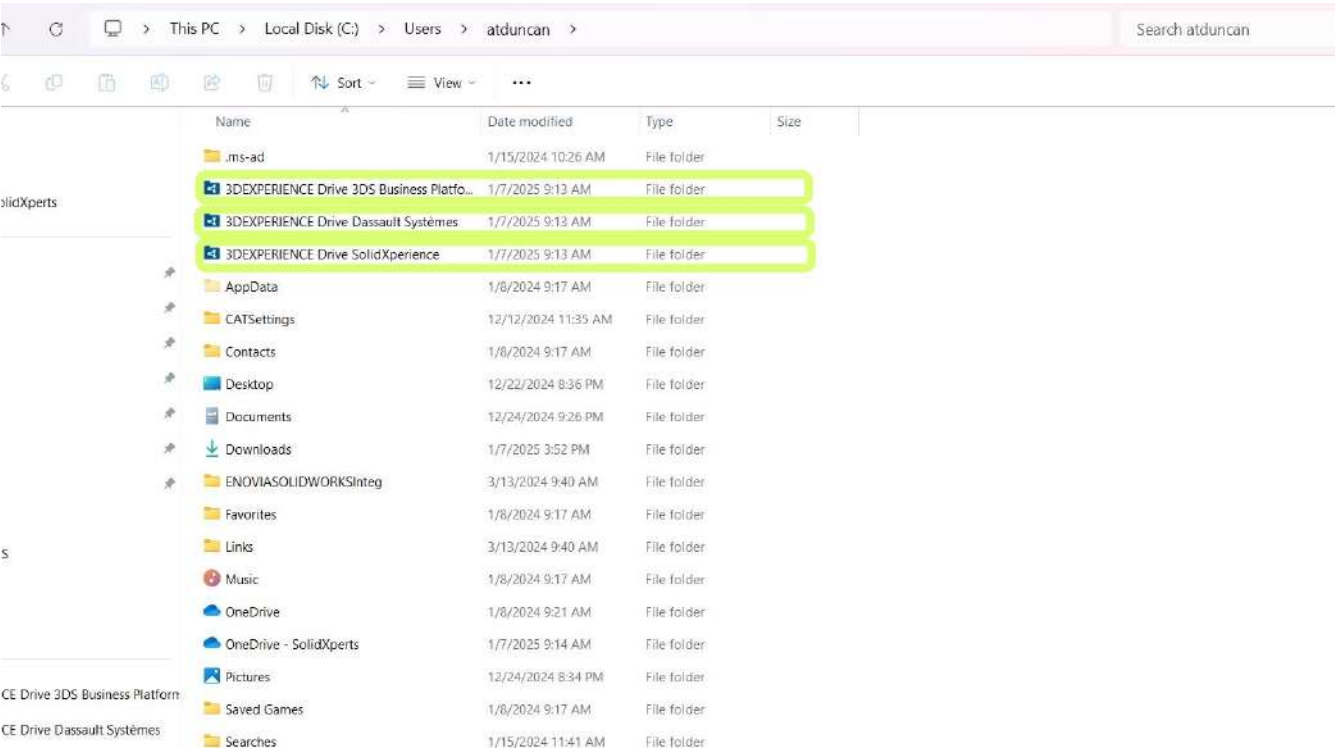 This PC > Local Disk (C:) > Users > atduncan >
Search atduncan
Sort
View
...
Name Date modified Type Size
.ms-ad 1/15/2024 10:26 AM File folder
3DEXPERIENCE Drive 3DS Business Platfo... 1/7/2025 9:13 AM File folder
olidXperts
3DEXPERIENCE Drive Dassault Systèmes 1/7/2025 9:13 AM File folder
3DEXPERIENCE Drive SolidXperience 1/7/2025 9:13 AM File folder
AppData 1/8/2024 9:17 AM File folder
CATSettings 12/12/2024 11:35 AM File folder
Contacts 1/8/2024 9:17 AM File folder
Desktop 12/22/2024 8:36 PM File folder
Documents 12/24/2024 9:26 PM File folder
Downloads 1/7/2025 3:52 PM File folder
ENOVIASOLIDWORKSInteg 3/13/2024 9:40 AM File folder
Favorites 1/8/2024 9:17 AM File folder
s
Links 3/13/2024 9:40 AM File folder
Music 1/8/2024 9:17 AM File folder
OneDrive 1/8/2024 9:21 AM File folder
OneDrive - SolidXperts 1/7/2025 9:14 AM File folder
Pictures 12/24/2024 8:34 PM File folder
CE Drive 3DS Business Platform
Saved Games 1/8/2024 9:17 AM File folder
CE Drive Dassault Systèmes
Searches 1/15/2024 11:41 AM File folder